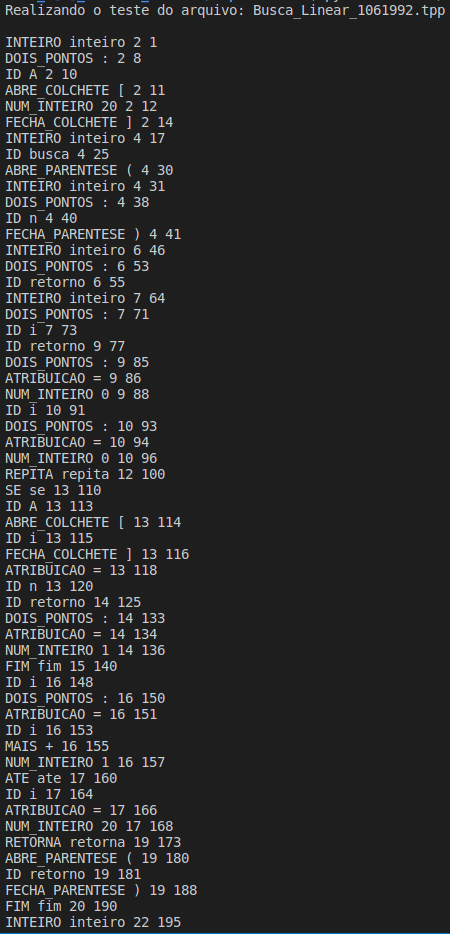 Realizando o teste do arquivo: Busca_Linear_1061992.tpp
INTEIRO inteiro 2 1
DOIS_PONTOS : 2 8
ID A 2 10
ABRE_COLCHETE [ 2 11
NUM_INTEIRO 20 2 12
FECHA_COLCHETE ] 2 14
INTEIRO inteiro 4 17
ID busca 4 25
ABRE_PARENTESE ( 4 30
INTEIRO inteiro 4 31
DOIS_PONTOS : 4 38
ID n 4 40
FECHA_PARENTESE ) 4 41
INTEIRO inteiro 6 46
DOIS_PONTOS : 6 53
ID retorno 6 55
INTEIRO inteiro 7 64
DOIS_PONTOS : 7 71
ID i 7 73
ID retorno 9 77
DOIS_PONTOS : 9 85
ATRIBUICAO = 9 86
NUM_INTEIRO 0 9 88
ID i 10 91
DOIS_PONTOS : 10 93
ATRIBUICAO = 10 94
NUM_INTEIRO 0 10 96
REPITA repita 12 100
SE se 13 110
ID A 13 113
ABRE_COLCHETE [ 13 114
ID i 13 115
FECHA_COLCHETE ] 13 116
ATRIBUICAO = 13 118
ID n 13 120
ID retorno 14 125
DOIS_PONTOS : 14 133
ATRIBUICAO = 14 134
NUM_INTEIRO 1 14 136
FIM fim 15 140
ID i 16 148
DOIS_PONTOS : 16 150
ATRIBUICAO = 16 151
ID i 16 153
MAIS + 16 155
NUM_INTEIRO 1 16 157
ATE ate 17 160
ID i 17 164
ATRIBUICAO = 17 166
NUM_INTEIRO 20 17 168
RETORNA retorna 19 173
ABRE_PARENTESE ( 19 180
ID retorno 19 181
FECHA_PARENTESE ) 19 188
FIM fim 20 190
INTEIRO inteiro 22 195